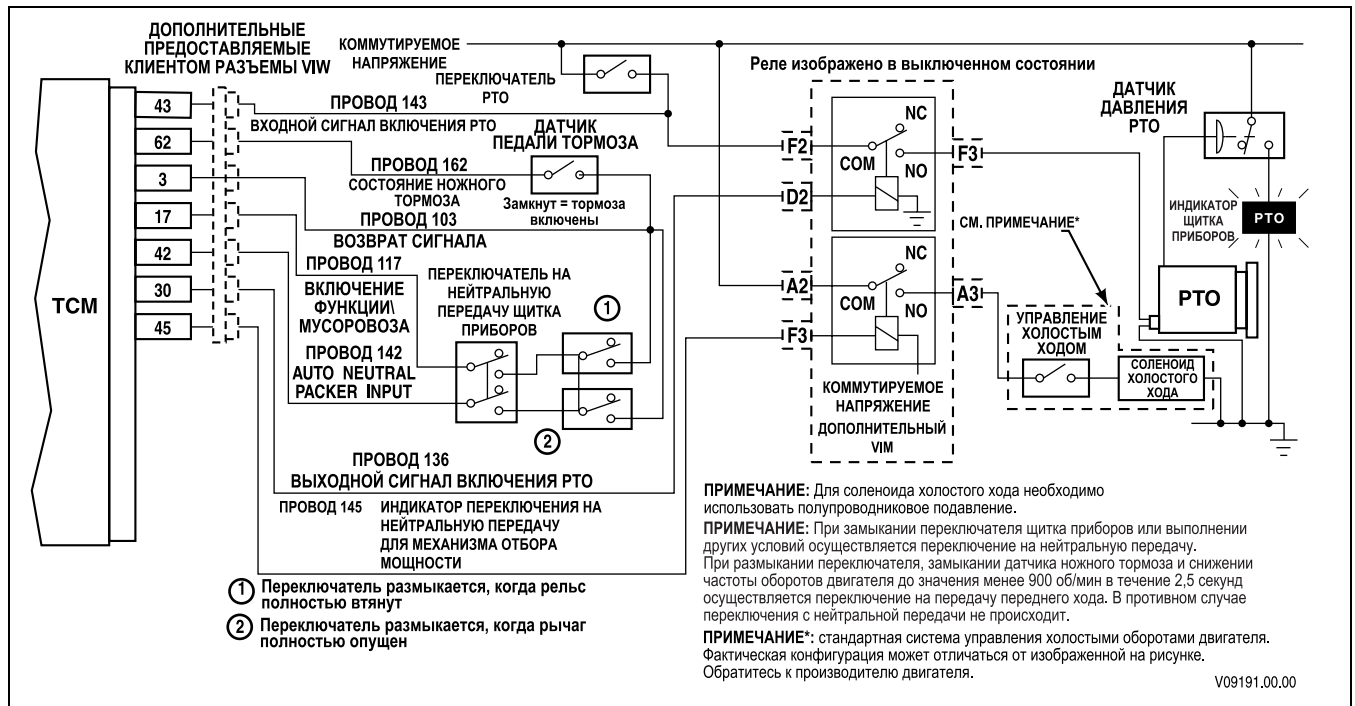 ДОПОЛНИТЕЛЬНЫЕ
ПРЕДОСТАВЛЯЕМЫЕ
КЛИЕНТОМ РАЗЪЕМЫ VIW
КОММУТИРУЕМОЕ
НАПРЯЖЕНИЕ
ПЕРЕКЛЮЧАТЕЛЬ
PTO
Реле изображено в выключенном состоянии
ДАТЧИК
ДАВЛЕНИЯ
PTO
TCM
43
62
3
17
42
30
45
ПРОВОД 143
ВХОДНОЙ СИГНАЛ ВКЛЮЧЕНИЯ PTO
ДАТЧИК
ПЕДАЛИ ТОРМОЗА
ПРОВОД 162
СОСТОЯНИЕ НОЖНОГО
ТОРМОЗА
Замкнут = тормоза
включены
ПРОВОД 103
ВОЗВРАТ СИГНАЛА
ПРОВОД 117
ВКЛЮЧЕНИЕ
ФУНКЦИИ\
МУСОРОВОЗА
ПЕРЕКЛЮЧАТЕЛЬ НА
НЕЙТРАЛЬНУЮ
ПЕРЕДАЧУ ЩИТКА
ПРИБОРОВ
1
2
ПРОВОД 142
AUTO NEUTRAL
PACKER INPUT
ПРОВОД 136
ВЫХОДНОЙ СИГНАЛ ВКЛЮЧЕНИЯ PTO
ПРОВОД 145 ИНДИКАТОР ПЕРЕКЛЮЧЕНИЯ НА
НЕЙТРАЛЬНУЮ ПЕРЕДАЧУ
ДЛЯ МЕХАНИЗМА ОТБОРА
МОЩНОСТИ
1 Переключатель размыкается, когда рельс
полностью втянут
2 Переключатель размыкается, когда рычаг
полностью опущен
F2
D2
NC
COM
NO
F3
A2
F3
NC
COM
NO
A3
КОММУТИРУЕМОЕ
НАПРЯЖЕНИЕ
ДОПОЛНИТЕЛЬНЫЙ
VIM
СМ. ПРИМЕЧАНИЕ*
УПРАВЛЕНИЕ
ХОЛОСТЫМ
ХОДОМ
СОЛЕНОИД
ХОЛОСТОГО
ХОДА
ИНДИКАТОР
ЩИТКА
ПРИБОРОВ
PTO
PTO
ПРИМЕЧАНИЕ: Для соленоида холостого хода необходимо
использовать полупроводниковое подавление.
ПРИМЕЧАНИЕ: При замыкании переключателя щитка приборов или выполнении
других условий осуществляется переключение на нейтральную передачу.
При размыкании переключателя, замыкании датчика ножного тормоза и снижении
частоты оборотов двигателя до значения менее 900 об/мин в течение 2,5 секунд
осуществляется переключение на передачу переднего хода. В противном случае
переключения с нейтральной передачи не происходит.
ПРИМЕЧАНИЕ*: стандартная система управления холостыми оборотами двигателя.
Фактическая конфигурация может отличаться от изображенной на рисунке.
Обратитесь к производителю двигателя.
V09191.00.00